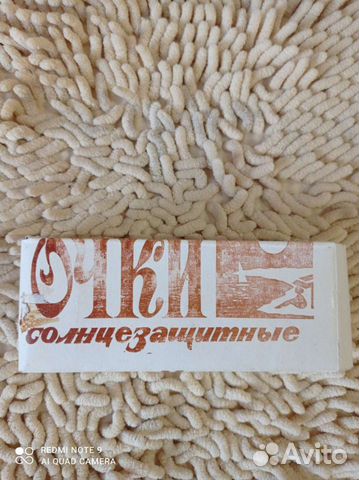 ОЧКИ
солнцезащитные
REDMI NOTE 9
AI QUAD CAMERA
Avito